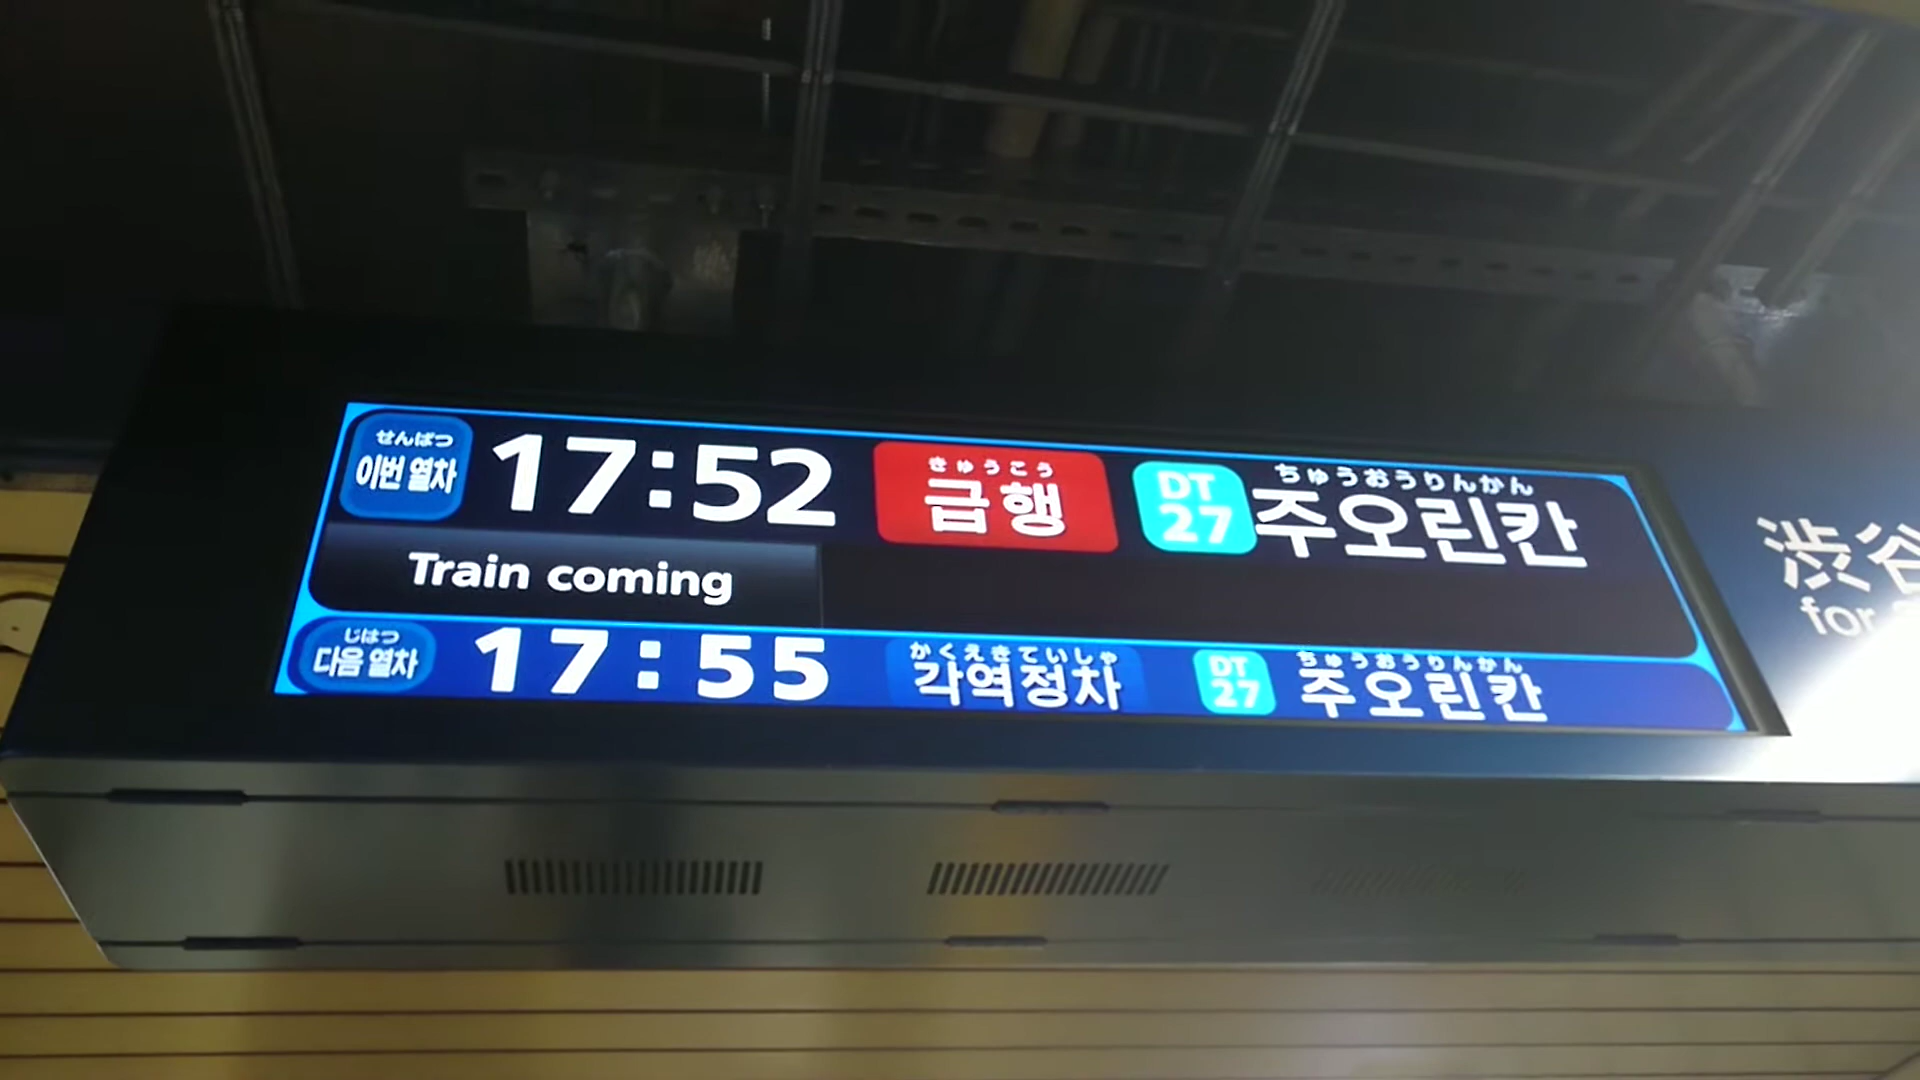 せんばつ
이번 열차 17:52 きゅうこう 급행 DT 27 ちゅうおうりんかん 주오린칸
Train coming
じはつ
다음 열차 17:55 かくえきていしゃ 각역정차 DT 27 ちゅうおうりんかん 주오린칸
渋谷
for